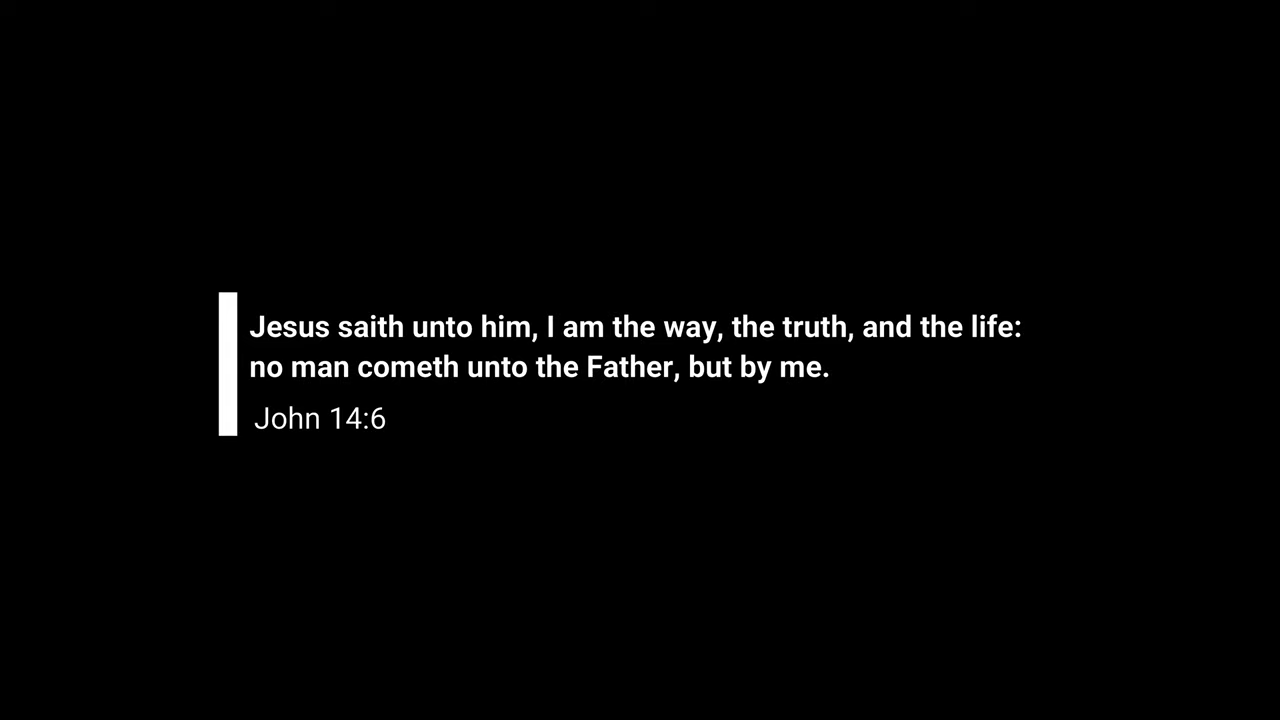 Jesus saith unto him, I am the way, the truth, and the life:
no man cometh unto the Father, but by me.
John 14:6